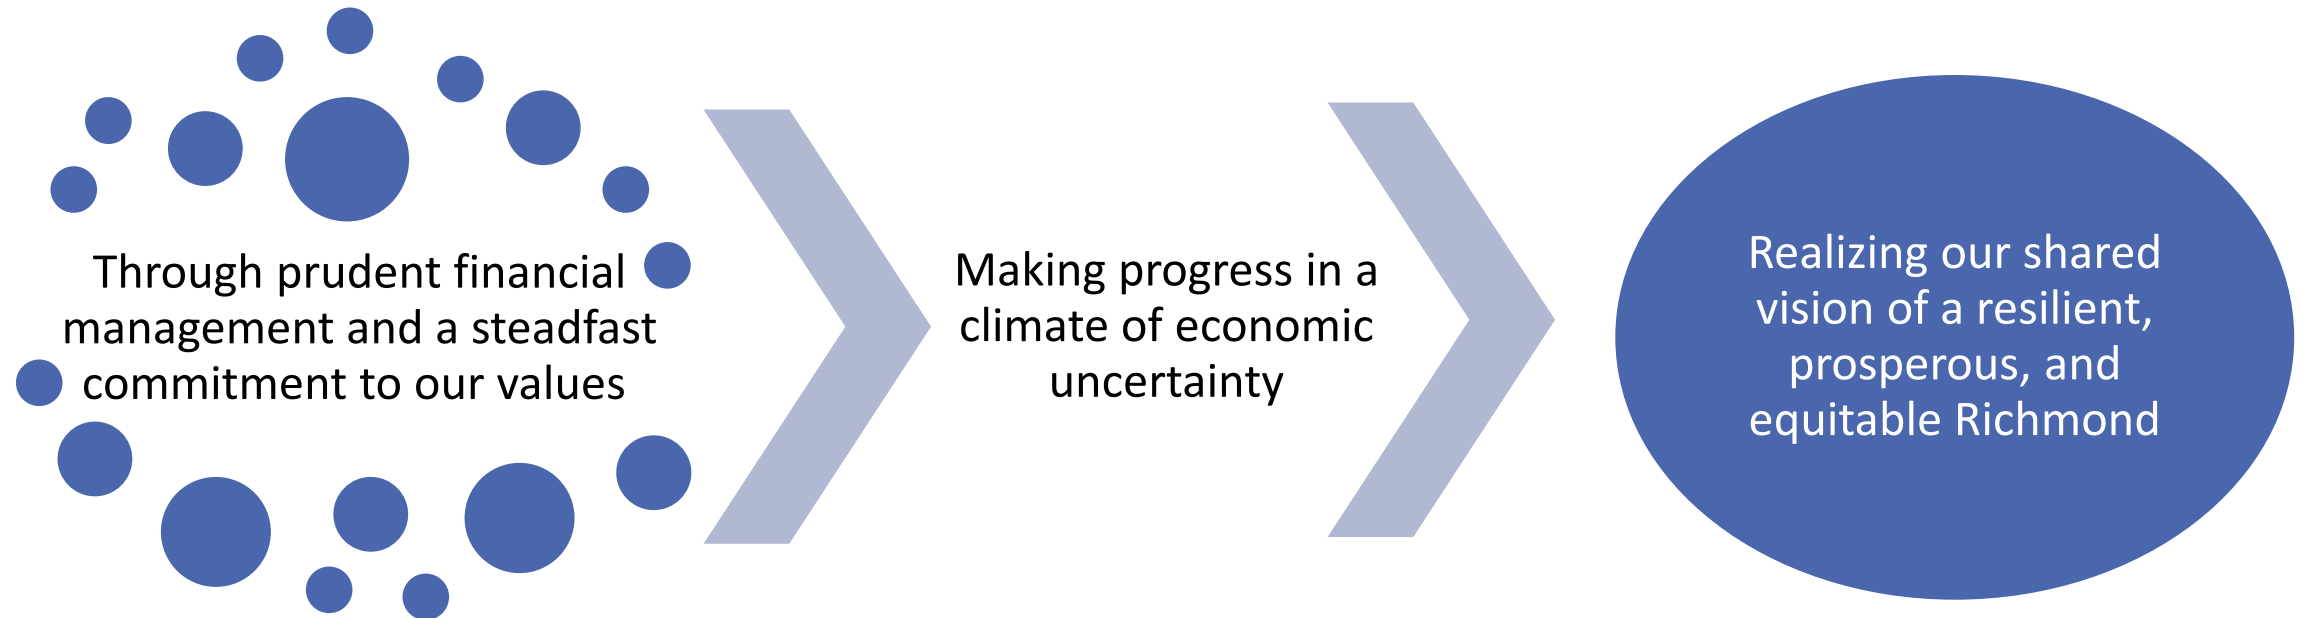 Through prudent financial
management and a steadfast
commitment to our values
Making progress in a
climate of economic
uncertainty
Realizing our shared
vision of a resilient,
prosperous, and
equitable Richmond